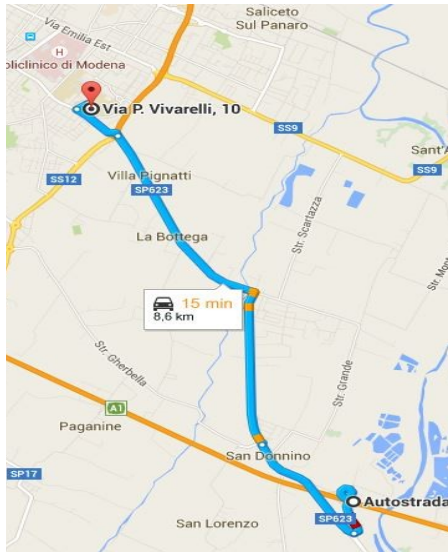 Saliceto
Sul Panaro
Via Emilia Est
H
oliclinico di Modena
Via P. Vivarelli, 10
SS9
Sant'A
SS9
SS12
Villa Pignatti
SP623
La Bottega
Str. Scartazza
Str. Mont
15 min
8,6 km
Str. Gherbella
Str. Grande
A1
Paganine
San Donnino
SP17
Autostrada
SP623
San Lorenzo